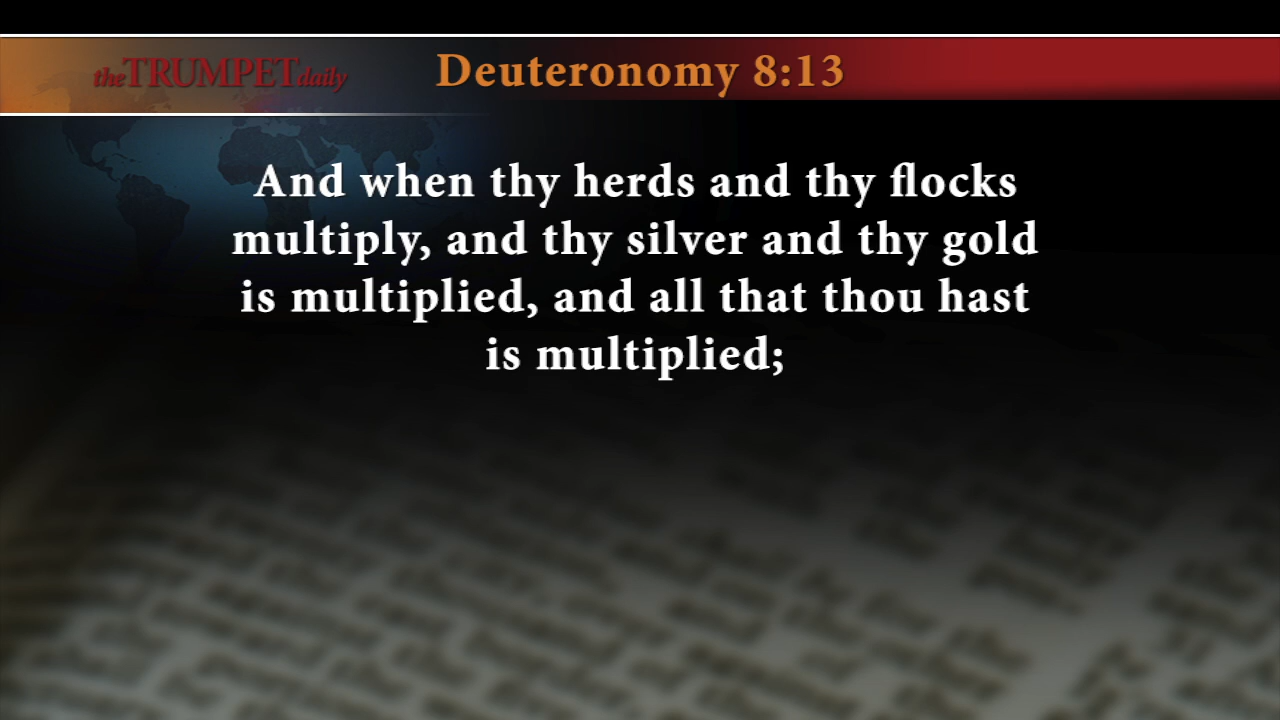 theTRUMPETdaily
Deuteronomy 8:13
And when thy herds and thy flocks
multiply, and thy silver and thy gold
is multiplied, and all that thou hast
is multiplied;